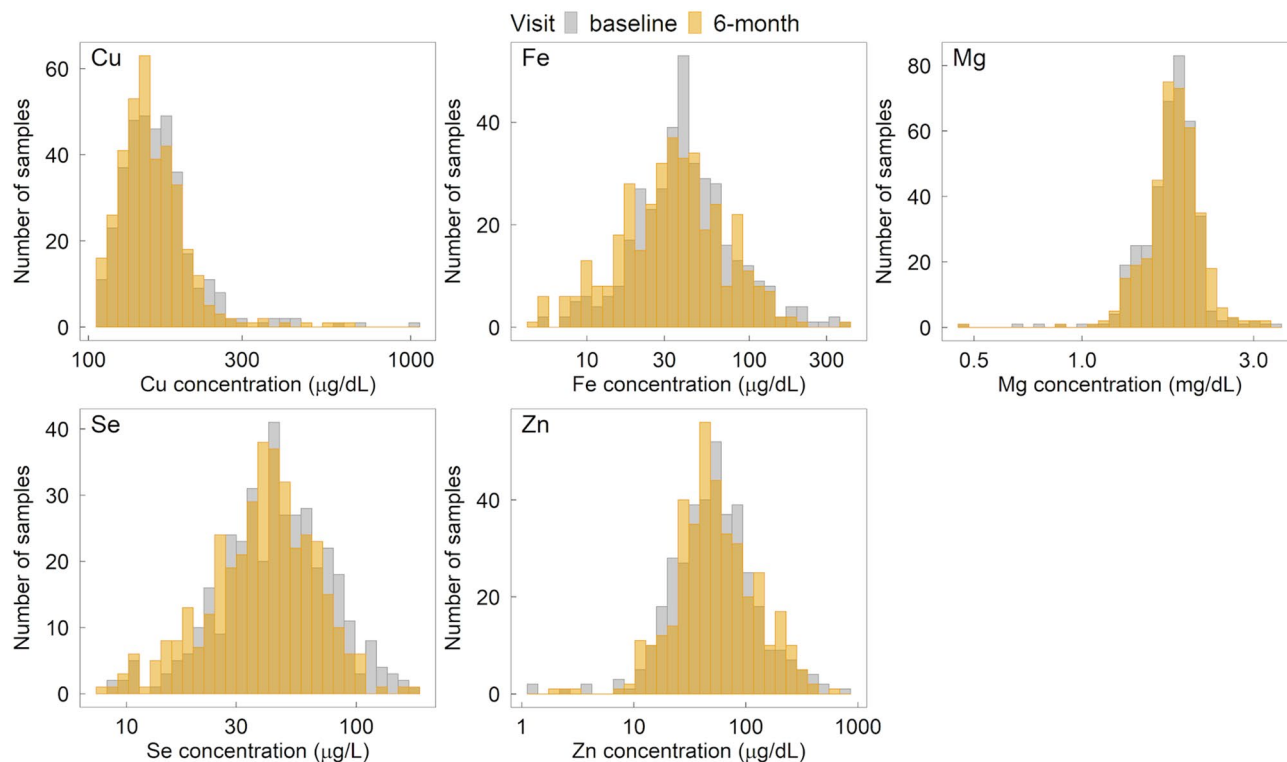 Visit baseline 6-month
Cu
Number of samples
60
40
20
0
100 300 1000
Cu concentration (μg/dL)
Fe
Number of samples
40
20
0
10 30 100 300
Fe concentration (μg/dL)
Mg
Number of samples
80
60
40
20
0
0.5 1.0 3.0
Mg concentration (mg/dL)
Se
Number of samples
40
30
20
10
0
10 30 100
Se concentration (μg/L)
Zn
Number of samples
40
20
0
1 10 100 1000
Zn concentration (μg/dL)